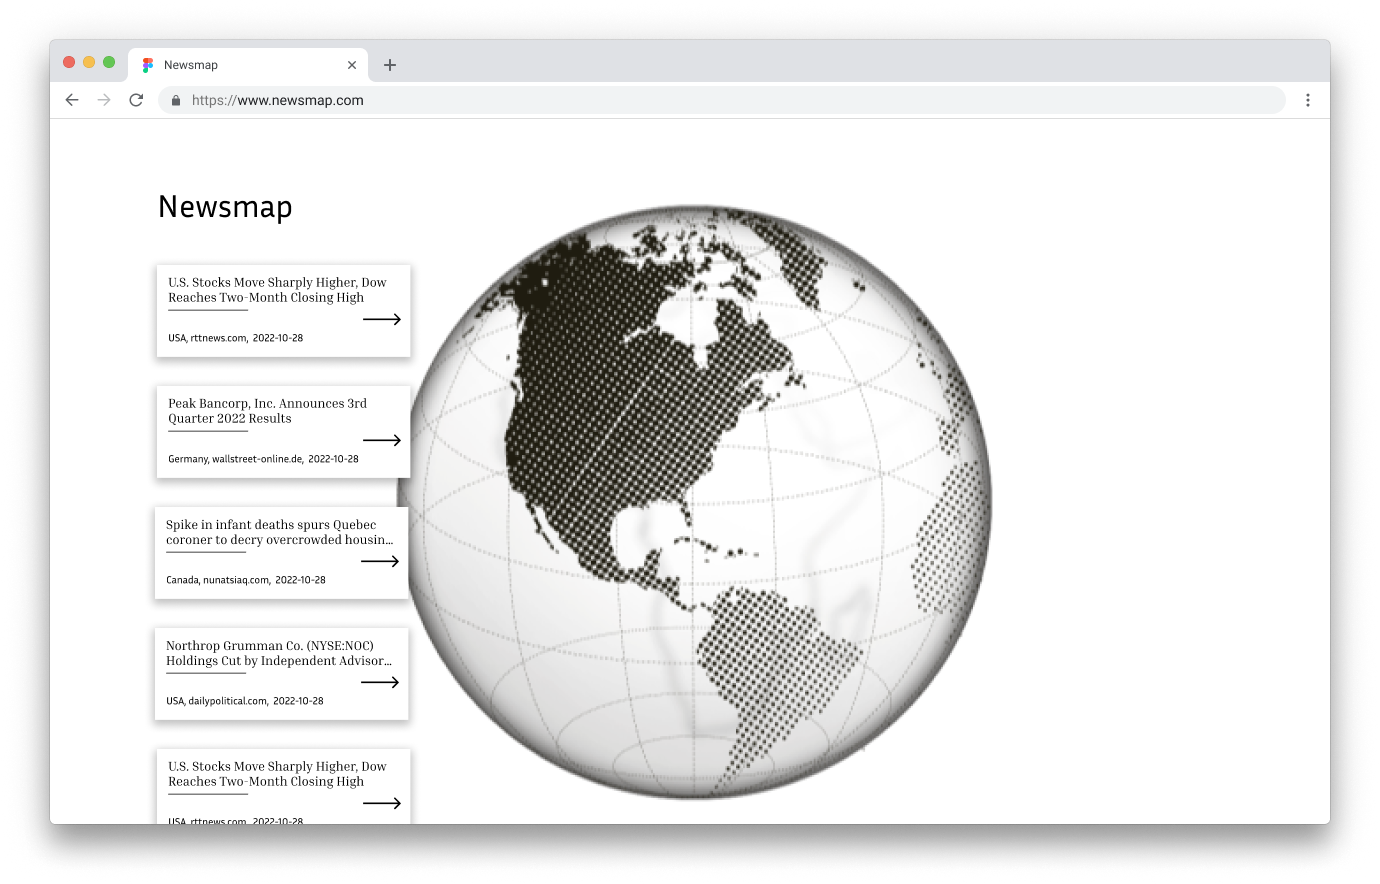 Newsmap
https://www.newsmap.com
Newsmap
U.S. Stocks Move Sharply Higher, Dow
Reaches Two-Month Closing High
USA, rttnews.com, 2022-10-28
Peak Bancorp, Inc. Announces 3rd
Quarter 2022 Results
Germany, wallstreet-online.de, 2022-10-28
Spike in infant deaths spurs Quebec
coroner to decry overcrowded housin...
Canada, nunatsiaq.com, 2022-10-28
Northrop Grumman Co. (NYSE:NOC)
Holdings Cut by Independent Advisor...
USA, dailypolitical.com, 2022-10-28
U.S. Stocks Move Sharply Higher, Dow
Reaches Two-Month Closing High
USA, rttnews.com, 2022-10-28